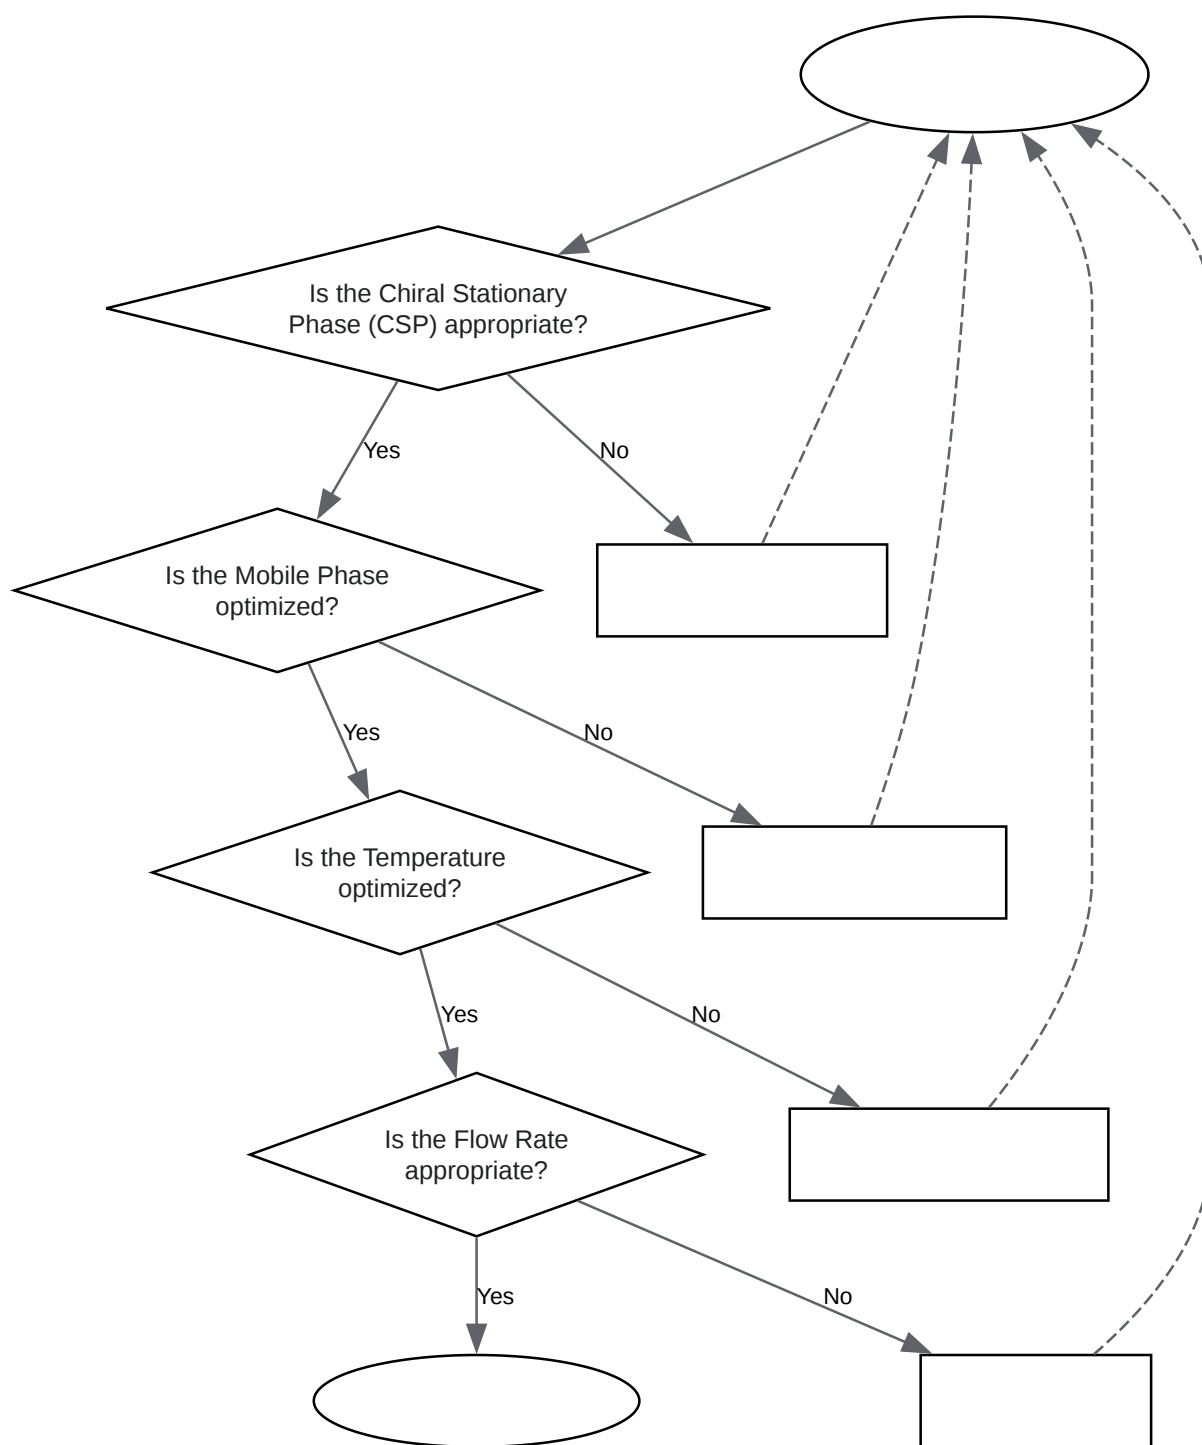 Is the Chiral Stationary
Phase (CSP) appropriate?
Yes
No
Is the Mobile Phase
optimized?
Yes
No
Is the Temperature
optimized?
Yes
No
Is the Flow Rate
appropriate?
Yes
No